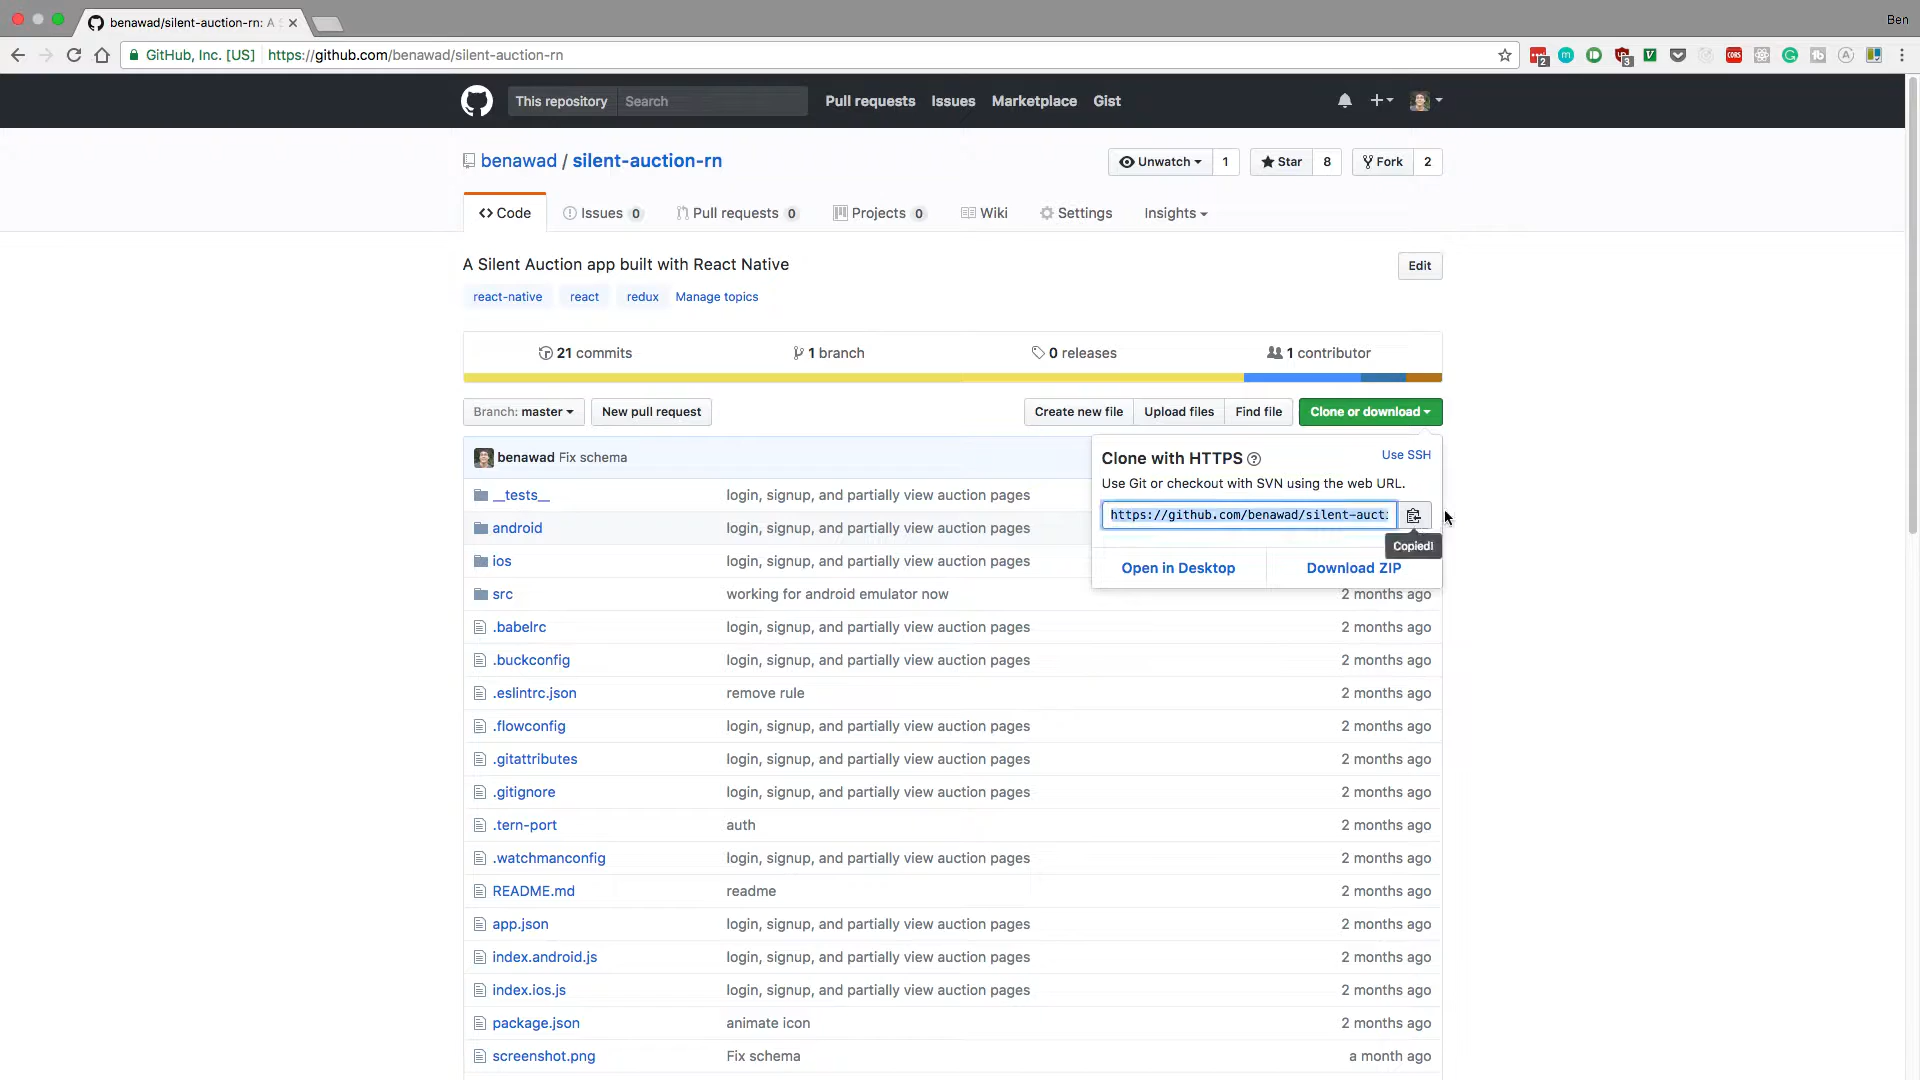 benawad/silent-auction-rn: A S
Ben
GitHub, Inc. [US] https://github.com/benawad/silent-auction-rn
2
3
CORS
This repository Search Pull requests Issues Marketplace Gist
benawad / silent-auction-rn
Unwatch 1 Star 8 Fork 2
Code Issues 0 Pull requests 0 Projects 0 Wiki Settings Insights
A Silent Auction app built with React Native
Edit
react-native react redux Manage topics
21 commits 1 branch 0 releases 1 contributor
Branch: master New pull request Create new file Upload files Find file Clone or download
benawad Fix schema
Clone with HTTPS Use SSH
Use Git or checkout with SVN using the web URL.
https://github.com/benawad/silent-auct
Copied!
Open in Desktop Download ZIP
__tests__ login, signup, and partially view auction pages
android login, signup, and partially view auction pages
ios login, signup, and partially view auction pages
src working for android emulator now 2 months ago
.babelrc login, signup, and partially view auction pages 2 months ago
.buckconfig login, signup, and partially view auction pages 2 months ago
.eslintrc.json remove rule 2 months ago
.flowconfig login, signup, and partially view auction pages 2 months ago
.gitattributes login, signup, and partially view auction pages 2 months ago
.gitignore login, signup, and partially view auction pages 2 months ago
.tern-port auth 2 months ago
.watchmanconfig login, signup, and partially view auction pages 2 months ago
README.md readme 2 months ago
app.json login, signup, and partially view auction pages 2 months ago
index.android.js login, signup, and partially view auction pages 2 months ago
index.ios.js login, signup, and partially view auction pages 2 months ago
package.json animate icon 2 months ago
screenshot.png Fix schema a month ago